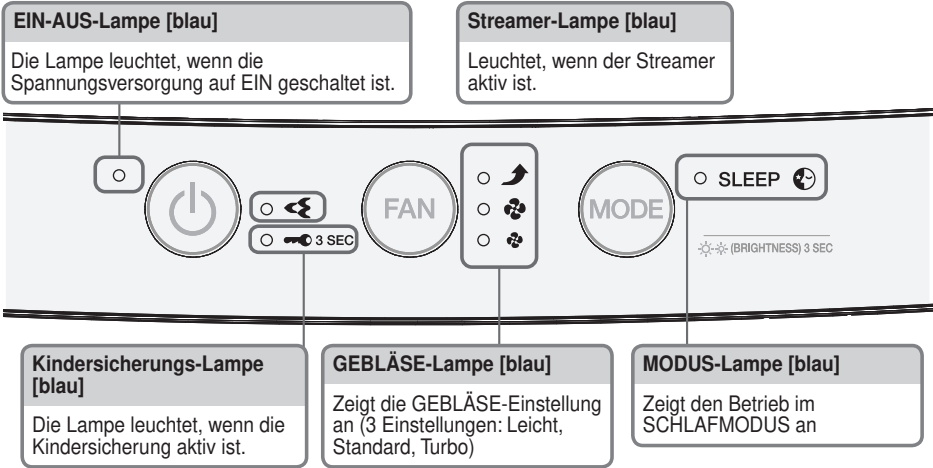 EIN-AUS-Lampe [blau]
Die Lampe leuchtet, wenn die
Spannungsversorgung auf EIN geschaltet ist.
Streamer-Lampe [blau]
Leuchtet, wenn der Streamer
aktiv ist.
3 SEC
FAN
MODE
SLEEP
(BRIGHTNESS) 3 SEC
Kindersicherungs-Lampe
[blau]
Die Lampe leuchtet, wenn die
Kindersicherung aktiv ist.
GEBLÄSE-Lampe [blau]
Zeigt die GEBLÄSE-Einstellung
an (3 Einstellungen: Leicht,
Standard, Turbo)
MODUS-Lampe [blau]
Zeigt den Betrieb im
SCHLAFMODUS an